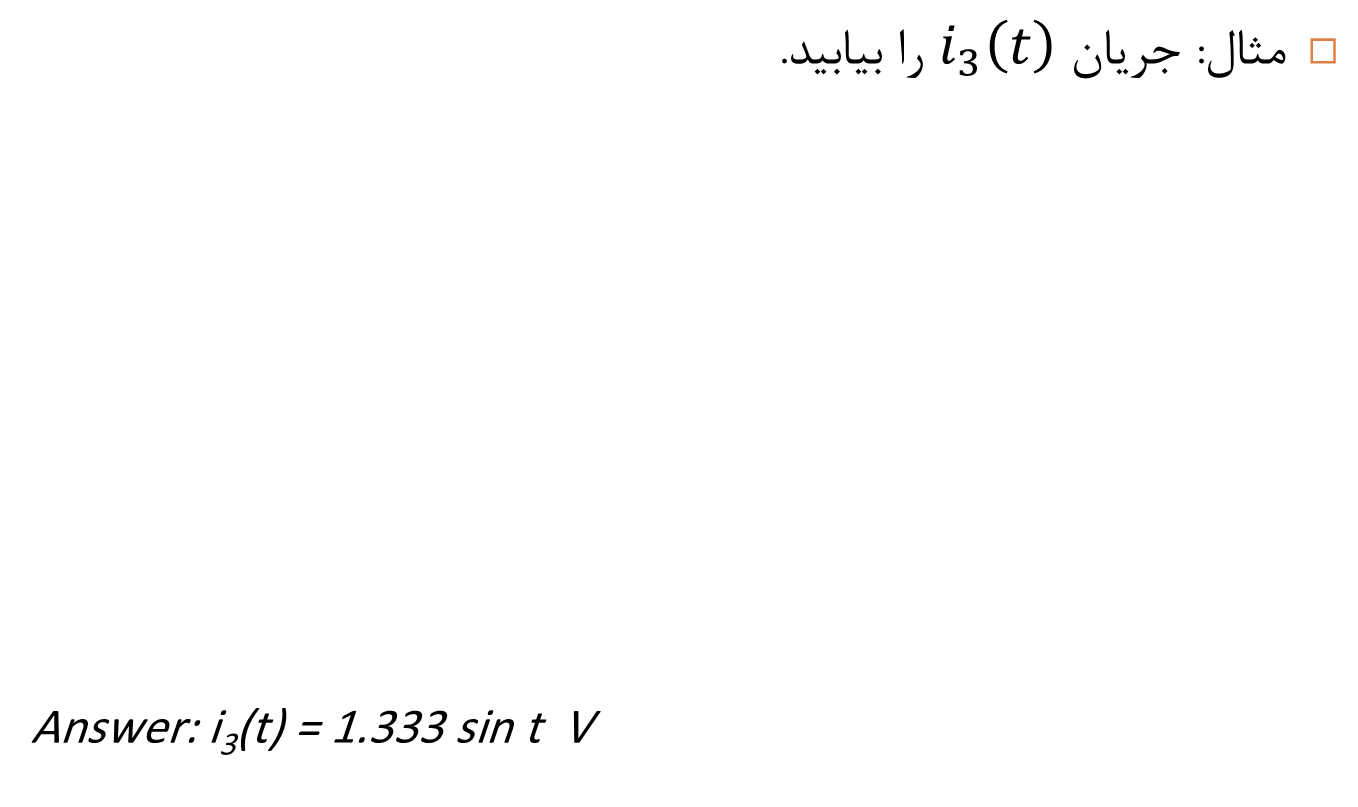 مثال: جریان i₃(t) را بیابید.
Answer: i₃(t) = 1.333 sin t V